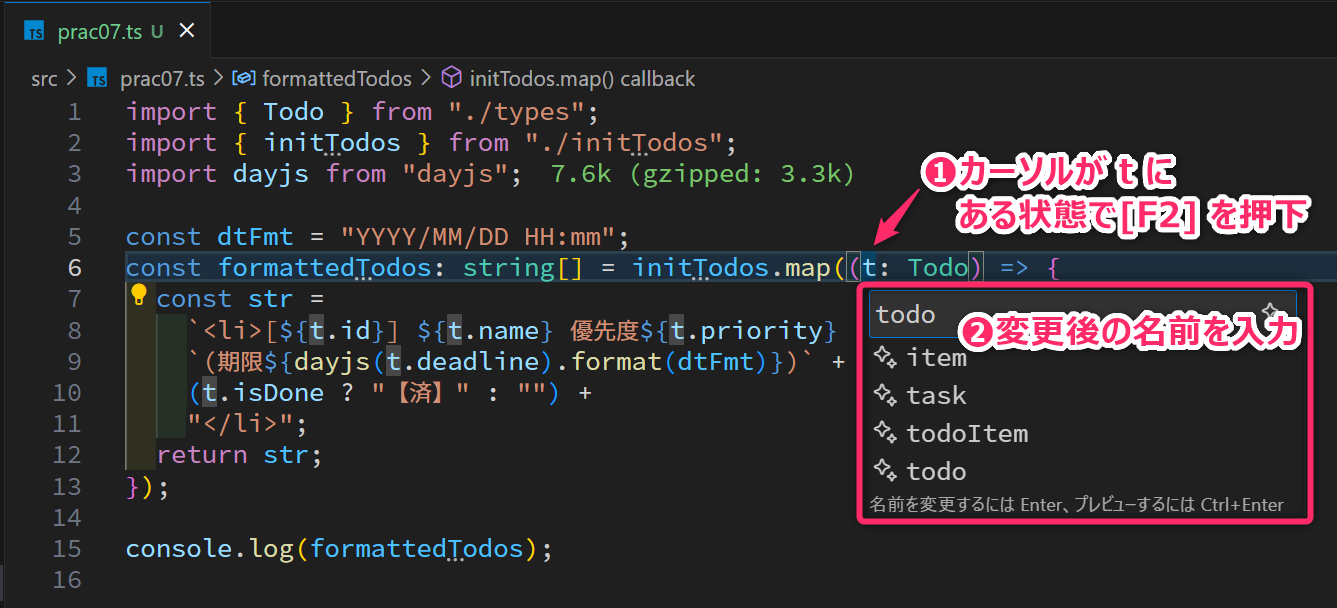 TS prac07.ts U ×
src > TS prac07.ts > formattedTodos > initTodos.map() callback
1 import { Todo } from "./types";
2 import { initTodos } from "./initTodos";
3 import dayjs from "dayjs"; 7.6k (gzipped: 3.3k)
4
5 const dtFmt = "YYYY/MM/DD HH:mm";
6 const formattedTodos: string[] = initTodos.map((t: Todo) => {
7 const str =
8 `<li>[${t.id}] ${t.name} 優先度${t.priority}
9 `(期限${dayjs(t.deadline).format(dtFmt)})` +
10 (t.isDone ? "【済】" : "") +
11 "</li>";
12 return str;
13 });
14
15 console.log(formattedTodos);
16
❶カーソルが t に
ある状態で[F2] を押下
todo
❷変更後の名前を入力
item
task
todoItem
todo
名前を変更するには Enter、プレビューするには Ctrl+Enter